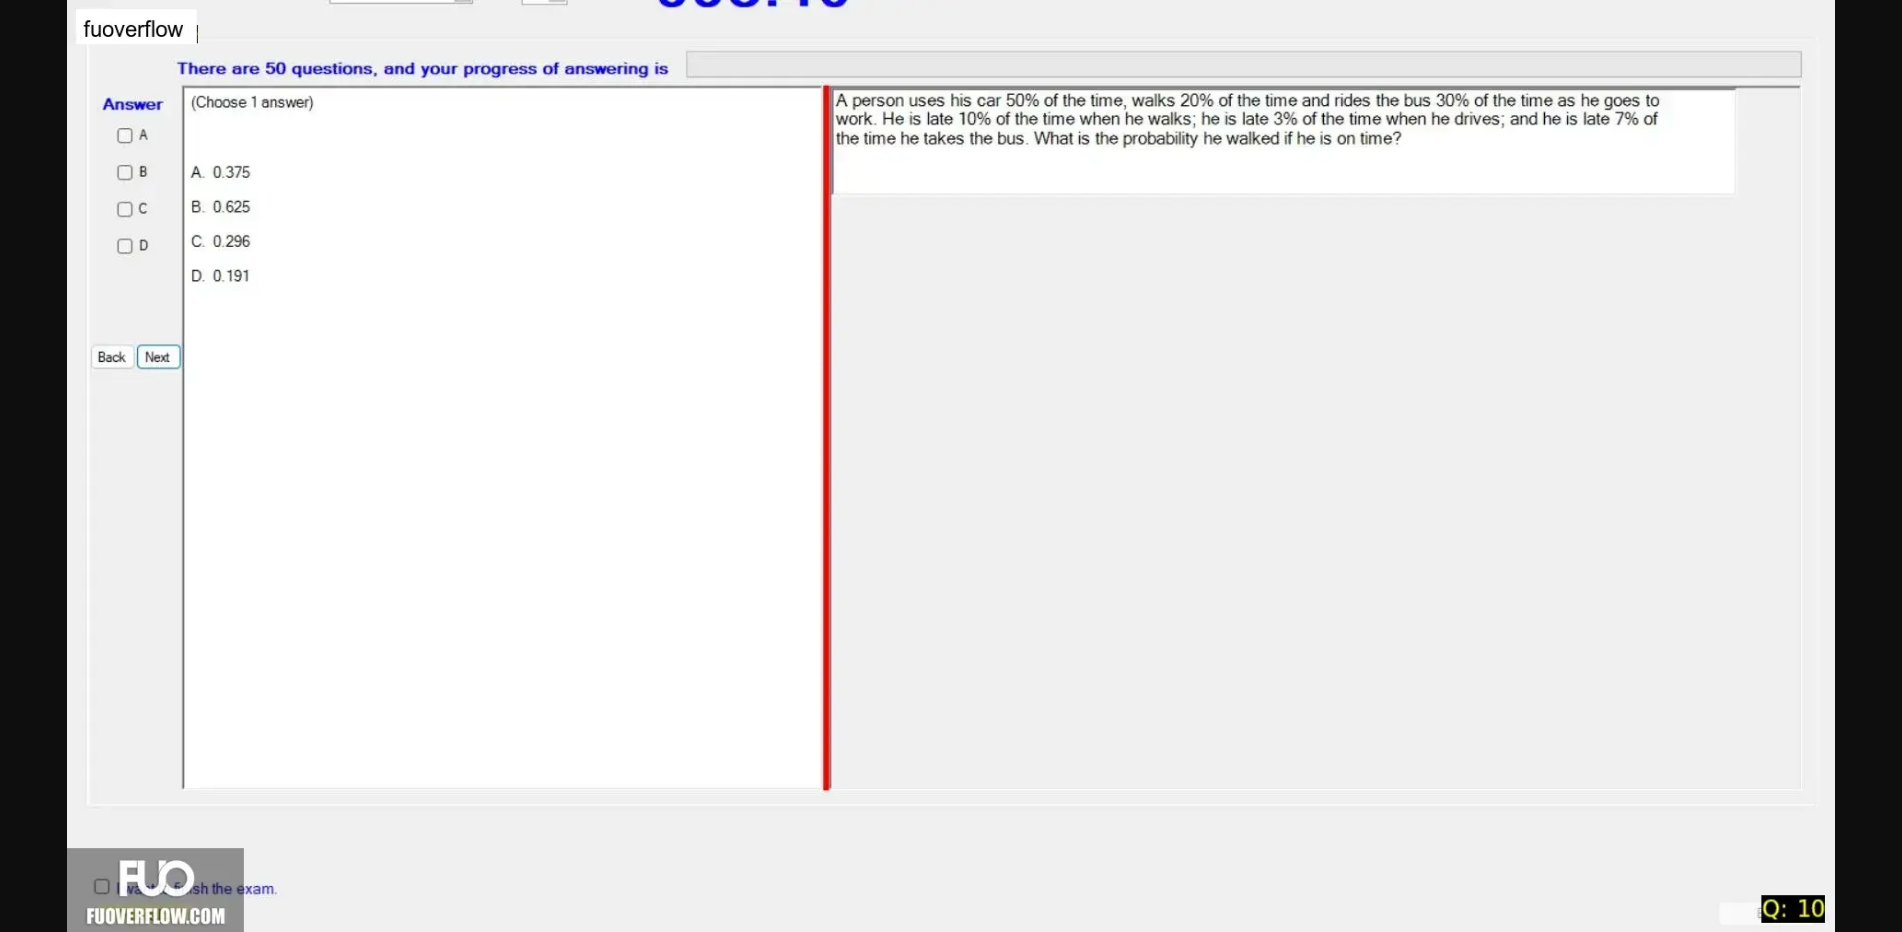 fuoverflow
There are 50 questions, and your progress of answering is
Answer
(Choose 1 answer)
A
B
C
D
A. 0.375
B. 0.625
C. 0.296
D. 0.191
Back
Next
A person uses his car 50% of the time, walks 20% of the time and rides the bus 30% of the time as he goes to
work. He is late 10% of the time when he walks; he is late 3% of the time when he drives; and he is late 7% of
the time he takes the bus. What is the probability he walked if he is on time?
FUO
the exam.
FUOVERFLOW.COM
Q: 10